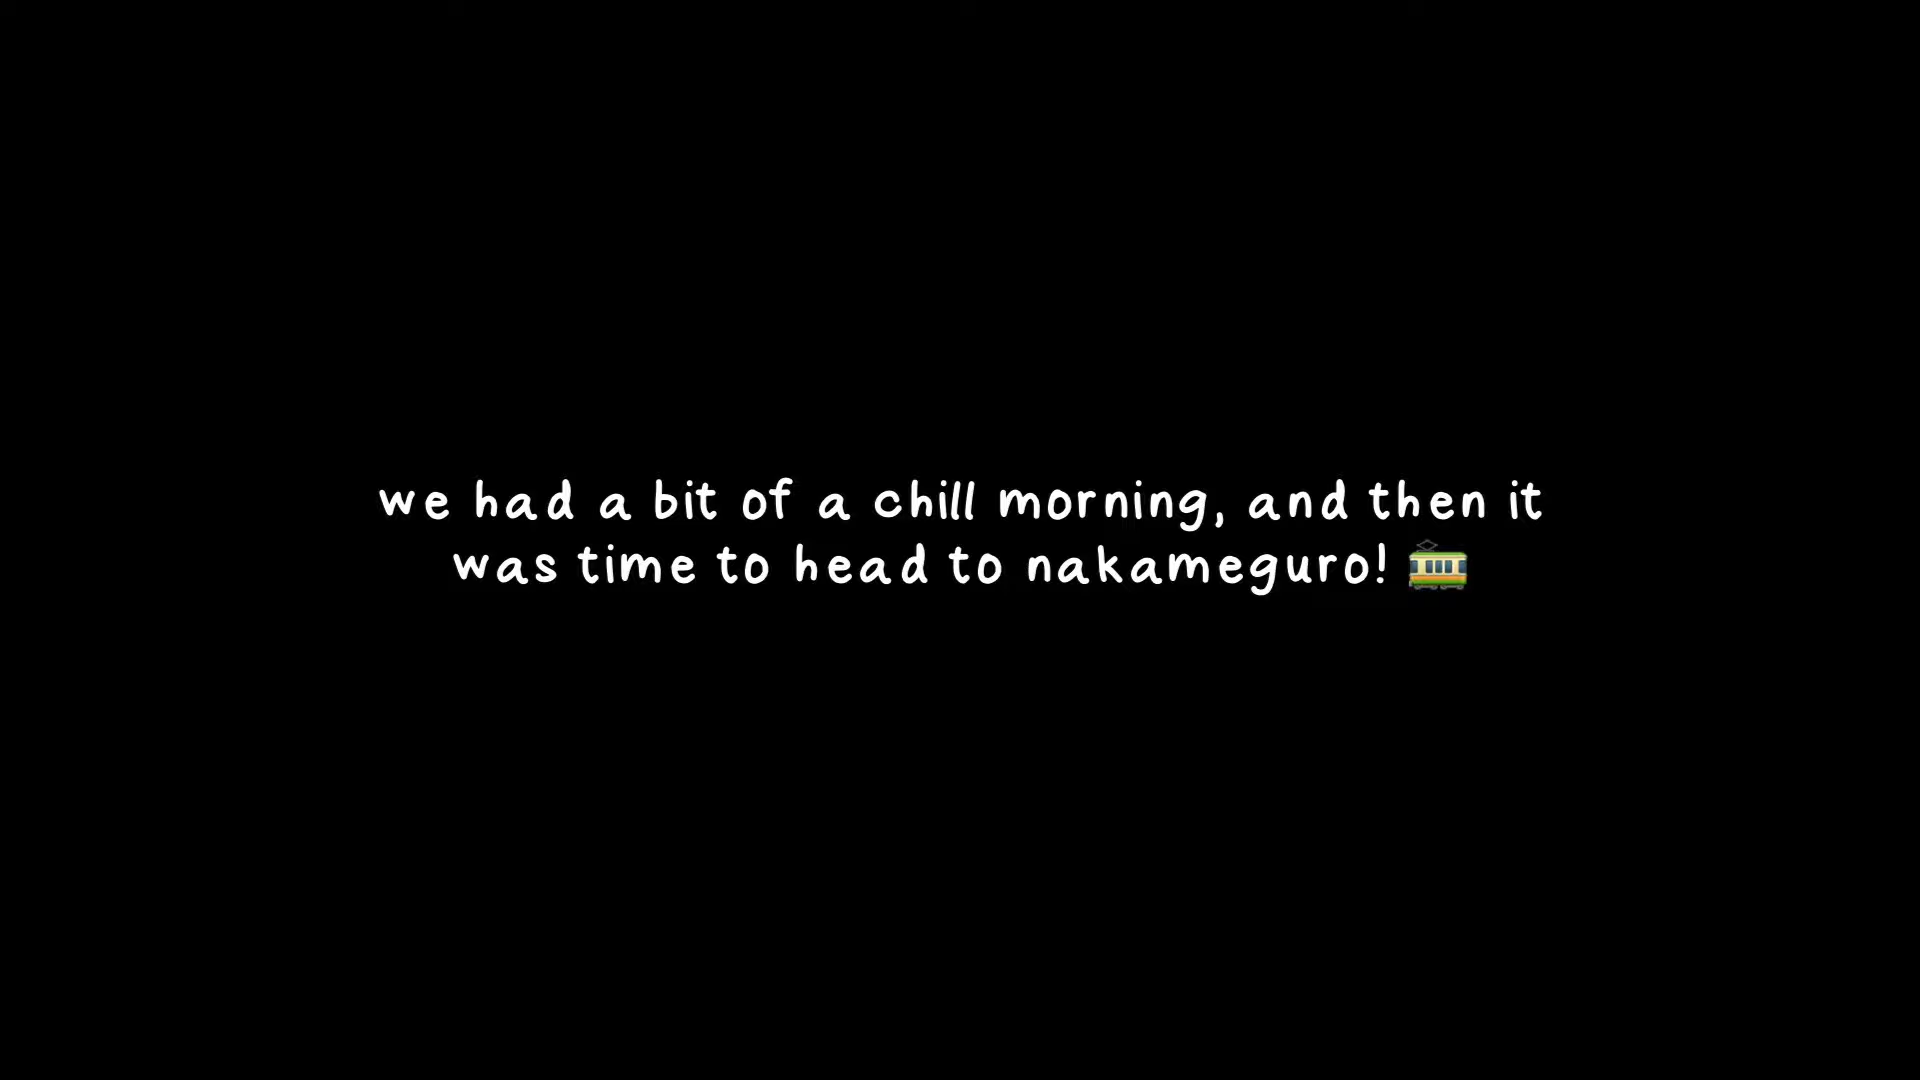 we had a bit of a chill morning, and then it
was time to head to nakameguro! 🚋